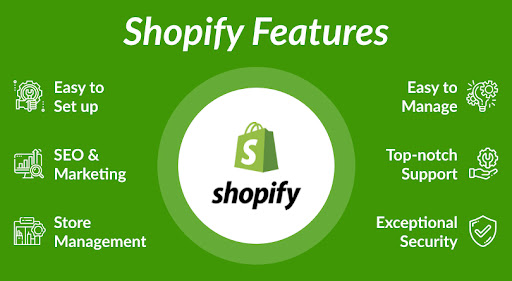 Shopify Features
Easy to
Set up
SEO &
Marketing
Store
Management
S
shopify
Easy to
Manage
Top-notch
Support
Exceptional
Security